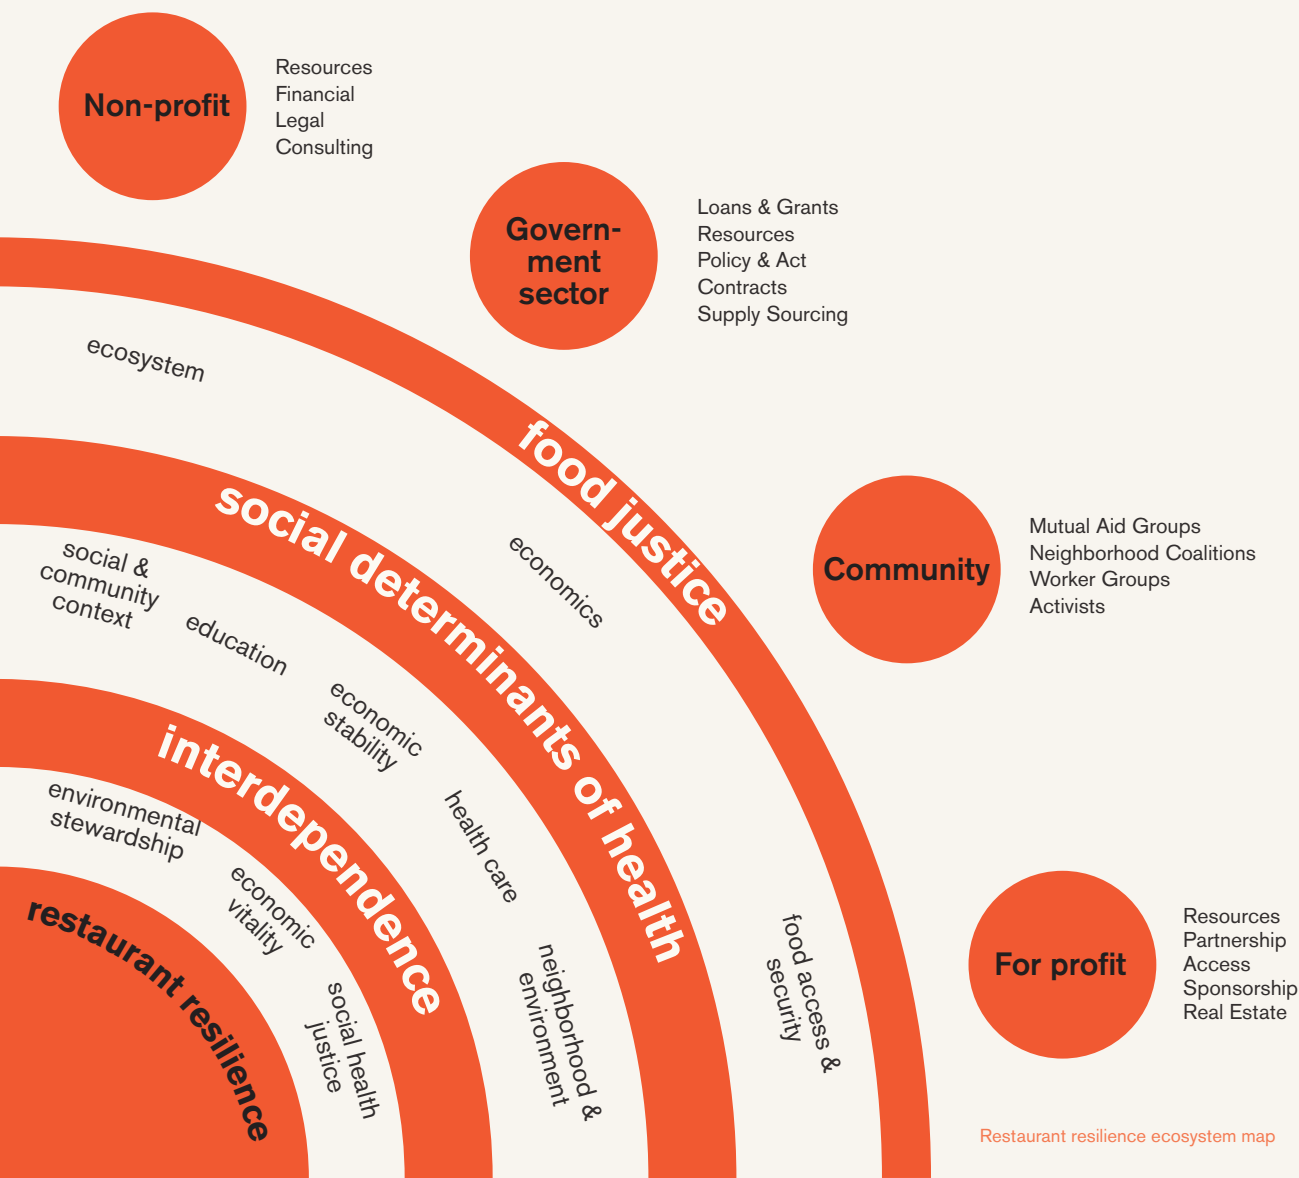 Non-profit
Resources
Financial
Legal
Consulting
Govern-
ment
sector
Loans & Grants
Resources
Policy & Act
Contracts
Supply Sourcing
Community
Mutual Aid Groups
Neighborhood Coalitions
Worker Groups
Activists
For profit
Resources
Partnership
Access
Sponsorship
Real Estate
food justice
ecosystem
economics
food access &
security
social determinants of health
social &
community
context
education
economic
stability
health care
neighborhood &
environment
interdependence
environmental
stewardship
economic
vitality
social health
justice
restaurant resilience
Restaurant resilience ecosystem map